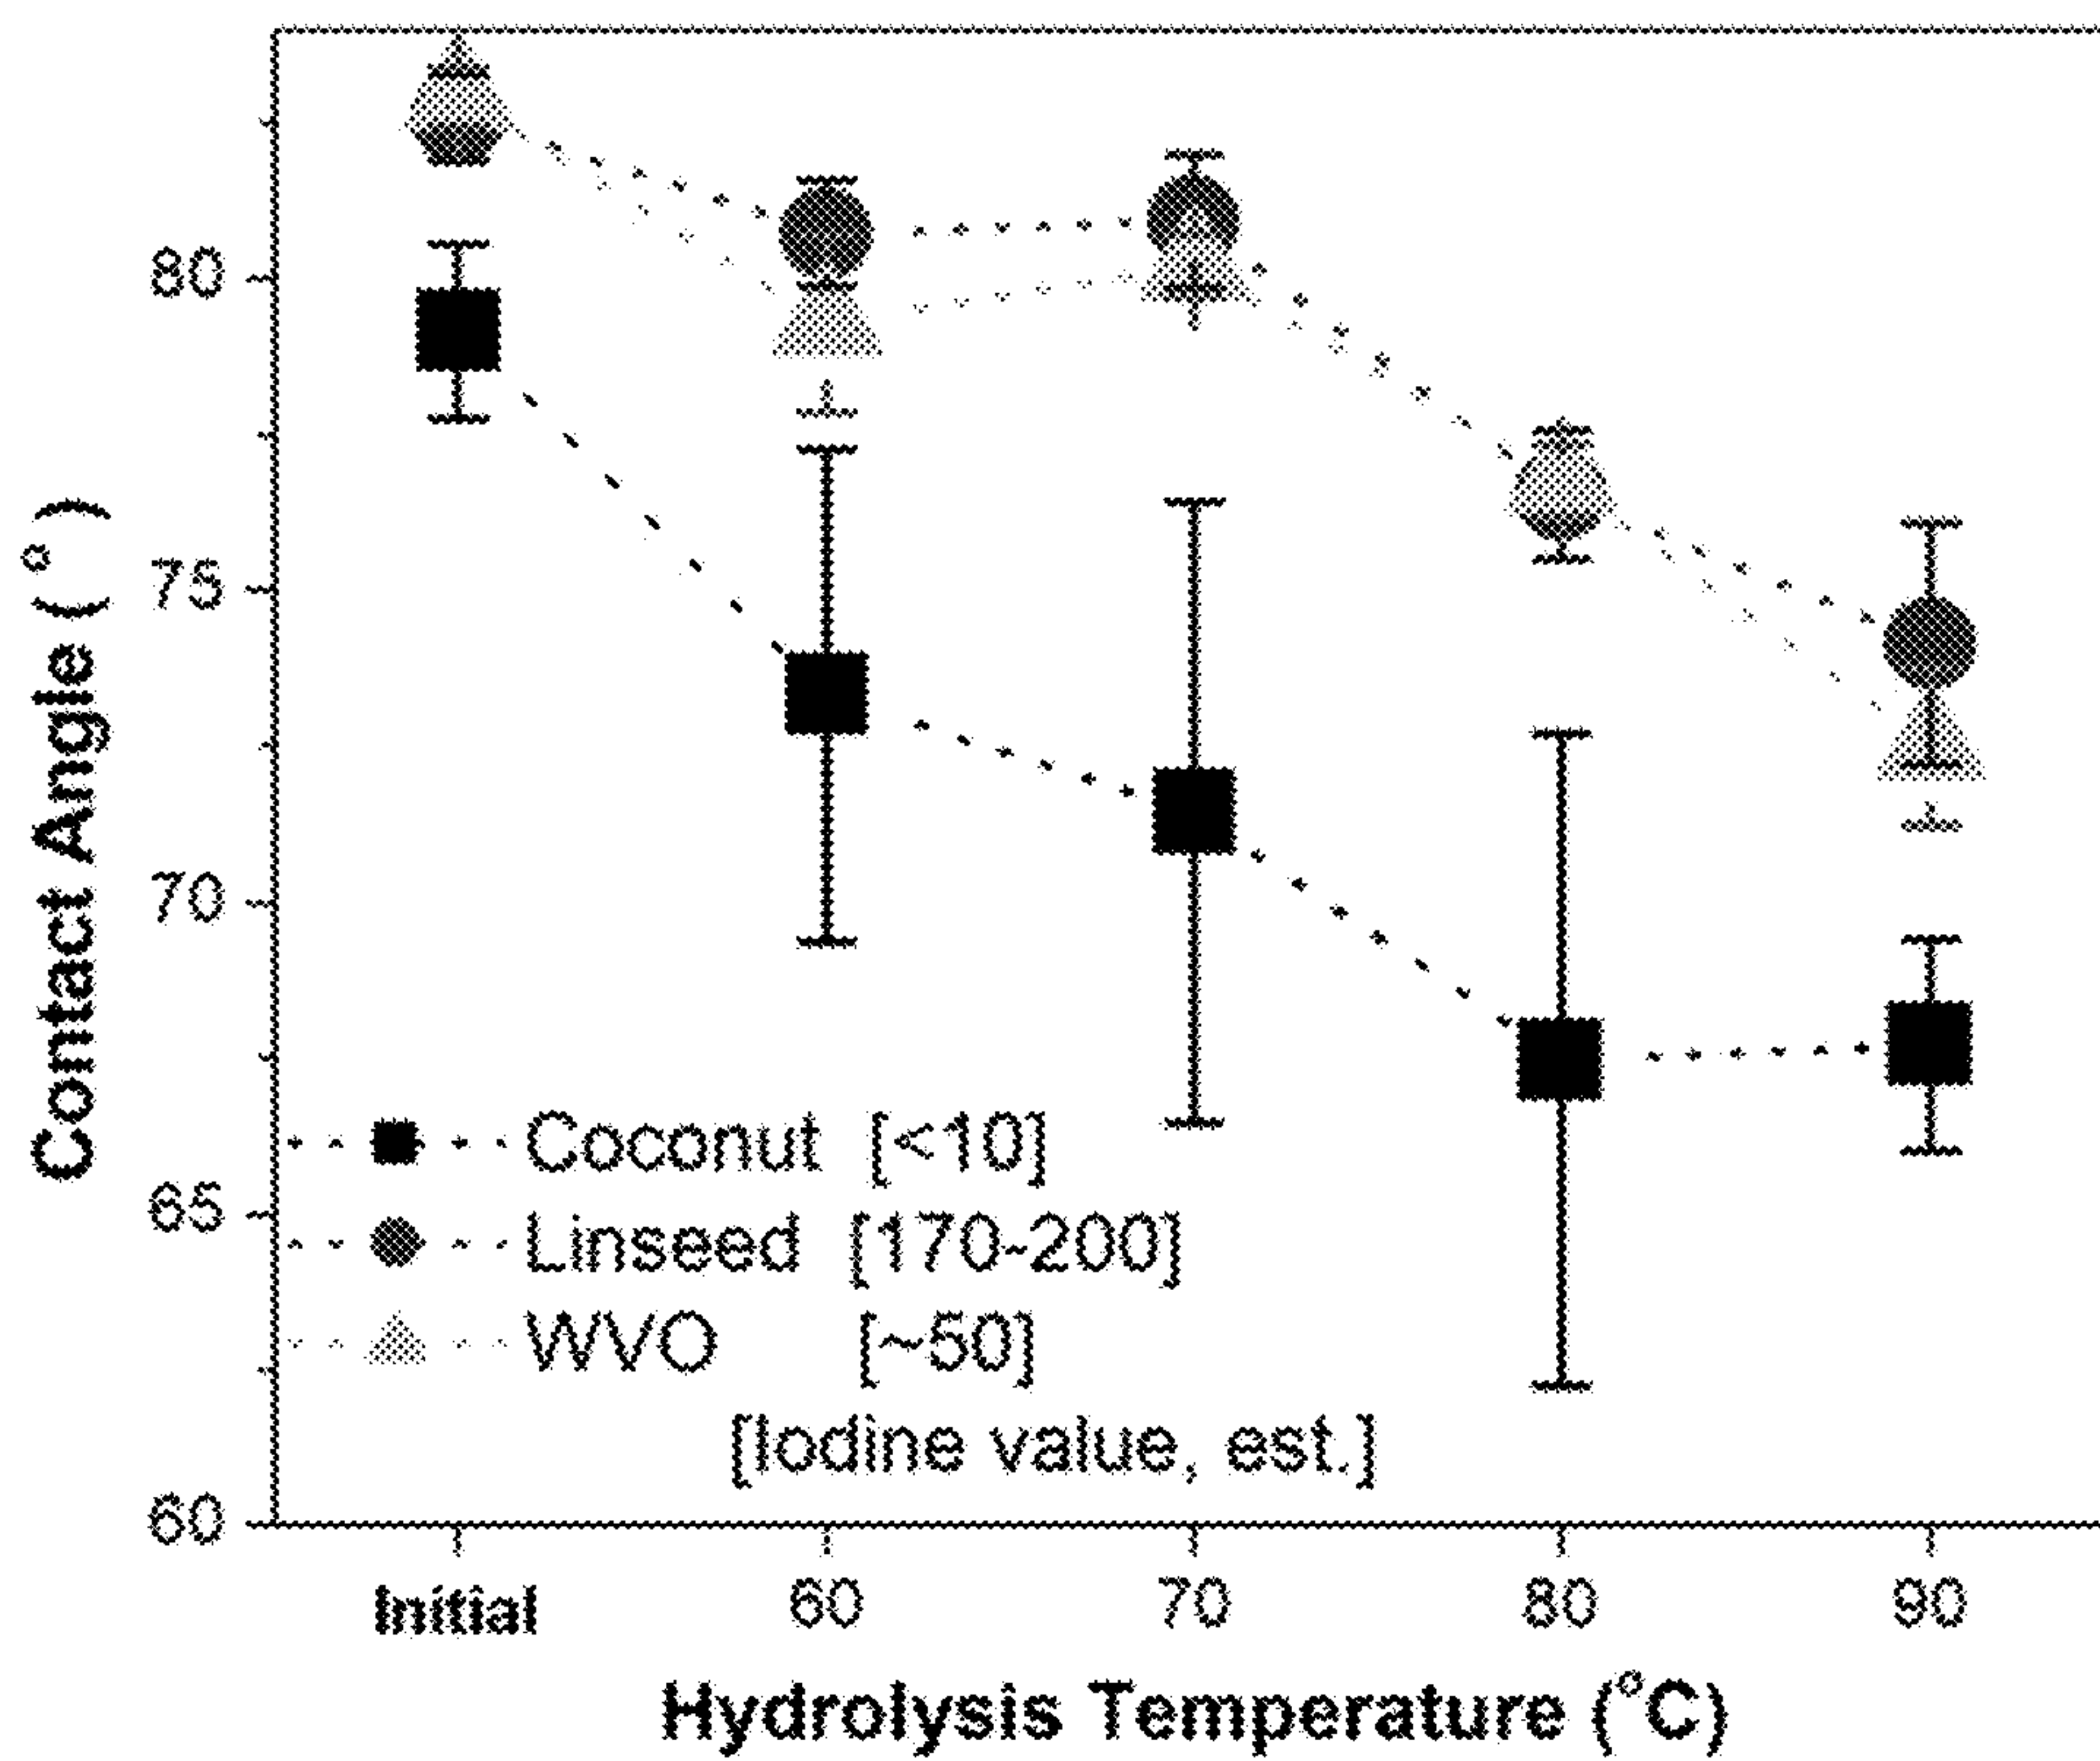 Contact Angle (°)
80
75
70
65
60
Coconut [<10]
Linseed [170-200]
WVO [~50]
[Iodine value, est.]
Initial 60 70 80 90
Hydrolysis Temperature (°C)